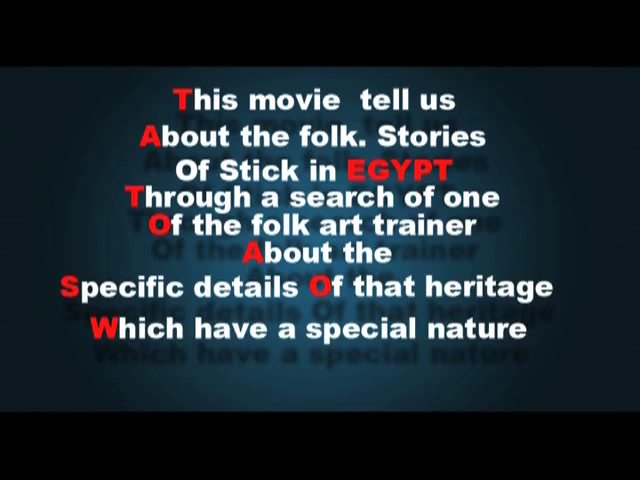 This movie tell us
About the folk. Stories
Of Stick in EGYPT
Through a search of one
Of the folk art trainer
About the
Specific details Of that heritage
Which have a special nature